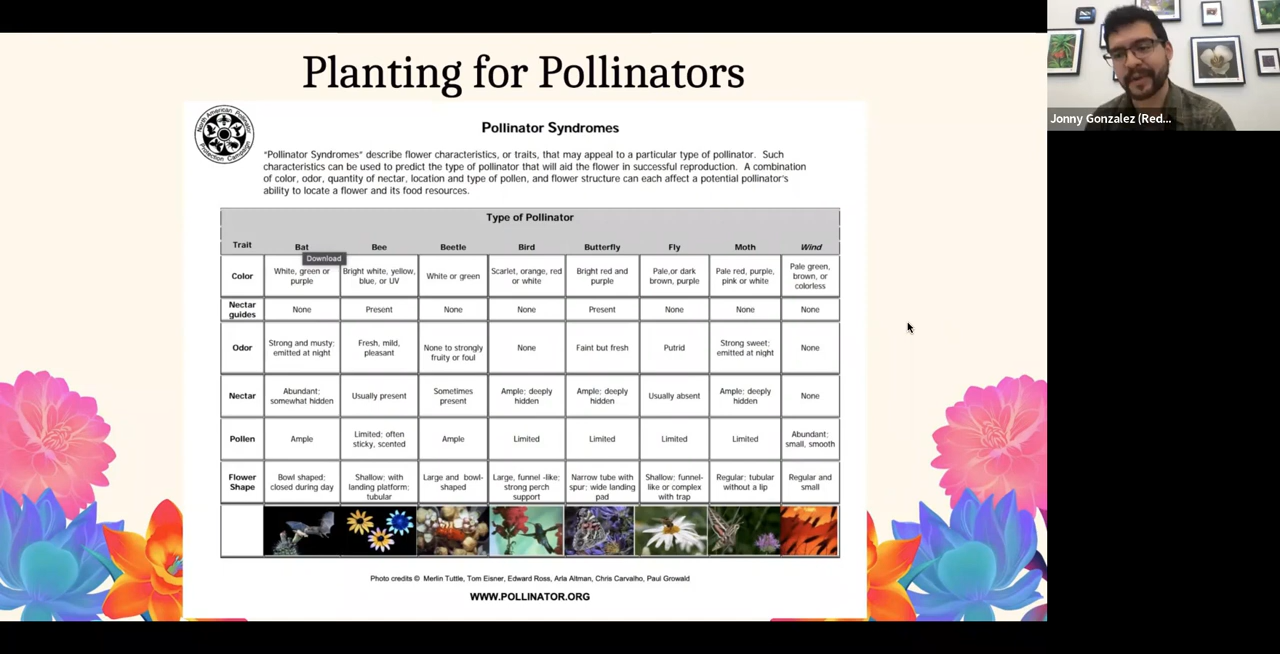 Planting for Pollinators
Jonny Gonzalez (Red...
North American Pollinator Protection Campaign
Pollinator Syndromes
"Pollinator Syndromes" describe flower characteristics, or traits, that may appeal to a particular type of pollinator. Such
characteristics can be used to predict the type of pollinator that will aid the flower in successful reproduction. A combination
of color, odor, quantity of nectar, location and type of pollen, and flower structure can each affect a potential pollinator's
ability to locate a flower and its food resources.
Type of Pollinator
Trait Bat Bee Beetle Bird Butterfly Fly Moth Wind
Download
Color
White, green or
purple
Bright white, yellow,
blue, or UV
White or green
Scarlet, orange, red
or white
Bright red and
purple
Pale,or dark
brown, purple
Pale red, purple,
pink or white
Pale green,
brown, or
colorless
Nectar
guides
None
Present
None
None
Present
None
None
None
Odor
Strong and musty;
emitted at night
Fresh, mild,
pleasant
None to strongly
fruity or foul
None
Faint but fresh
Putrid
Strong sweet;
emitted at night
None
Nectar
Abundant;
somewhat hidden
Usually present
Sometimes
present
Ample; deeply
hidden
Ample; deeply
hidden
Usually absent
Ample; deeply
hidden
None
Pollen
Ample
Limited; often
sticky, scented
Ample
Limited
Limited
Limited
Limited
Abundant;
small, smooth
Flower
Shape
Bowl shaped;
closed during day
Shallow; with
landing platform;
tubular
Large and bowl-
shaped
Large, funnel -like;
strong perch
support
Narrow tube with
spur; wide landing
pad
Shallow; funnel-
like or complex
with trap
Regular; tubular
without a lip
Regular and
small
Photo credits © Merlin Tuttle, Tom Eisner, Edward Ross, Arla Altman, Chris Carvalho, Paul Growald
WWW.POLLINATOR.ORG